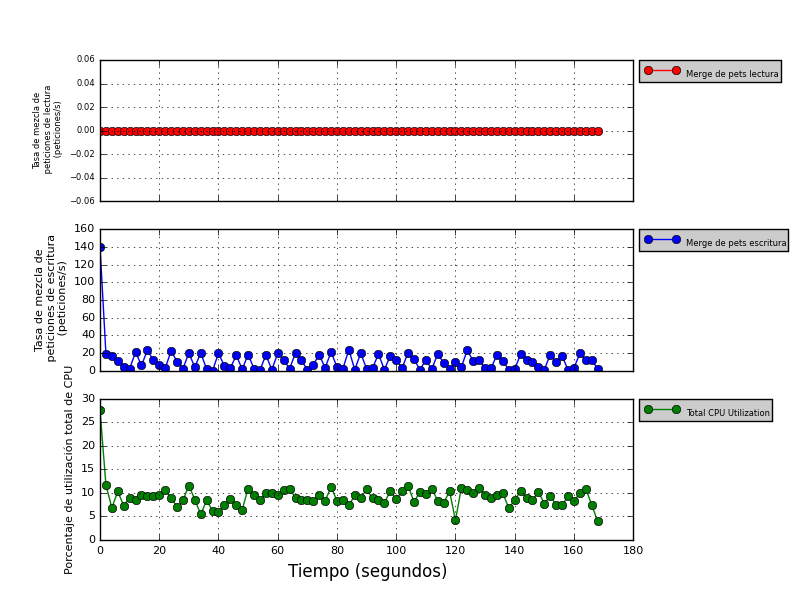 0.06
0.04
0.02
0.00
−0.02
−0.04
−0.06
Tasa de mezcla de
peticiones de lectura
(peticiones/s)
Merge de pets lectura
160
140
120
100
80
60
40
20
0
Tasa de mezcla de
peticiones de escritura
(peticiones/s)
Merge de pets escritura
30
25
20
15
10
5
0
Porcentaje de utilización total de CPU
Total CPU Utilization
0 20 40 60 80 100 120 140 160 180
Tiempo (segundos)